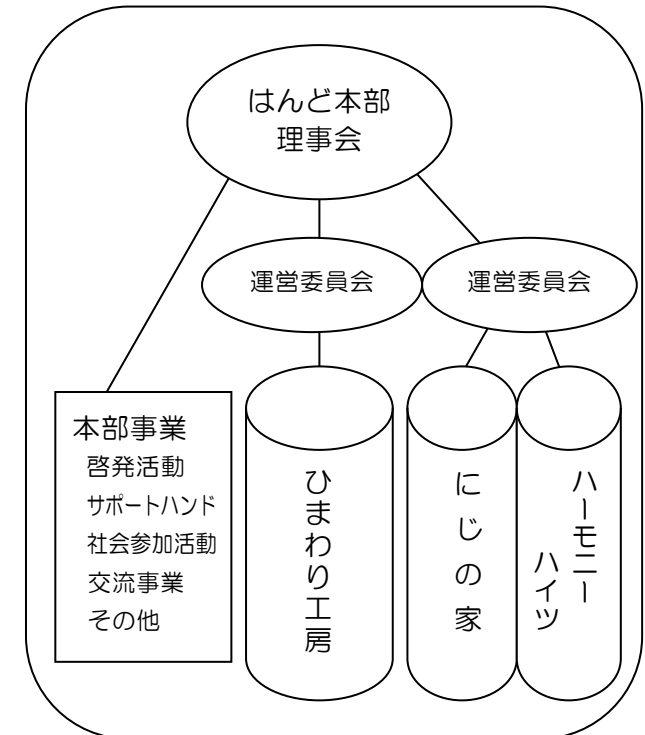 はんど本部
理事会
運営委員会
運営委員会
本部事業
啓発活動
サポートハンド
社会参加活動
交流事業
その他
ひまわり工房
にじの家
ハーモニー
ハイツ